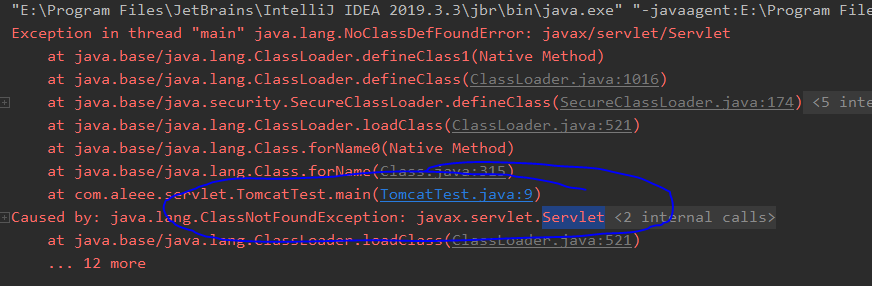 "E:\Program Files\JetBrains\IntelliJ IDEA 2019.3.3\jbr\bin\java.exe" "-javaagent:E:\Program File
Exception in thread "main" java.lang.NoClassDefFoundError: javax/servlet/Servlet
at java.base/java.lang.ClassLoader.defineClass1(Native Method)
at java.base/java.lang.ClassLoader.defineClass(ClassLoader.java:1016)
at java.base/java.security.SecureClassLoader.defineClass(SecureClassLoader.java:174) <5 inte
at java.base/java.lang.ClassLoader.loadClass(ClassLoader.java:521)
at java.base/java.lang.Class.forName0(Native Method)
at java.base/java.lang.Class.forName(Class.java:315)
at com.aleee.servlet.TomcatTest.main(TomcatTest.java:9)
Caused by: java.lang.ClassNotFoundException: javax.servlet.Servlet <2 internal calls>
at java.base/java.lang.ClassLoader.loadClass(ClassLoader.java:521)
... 12 more